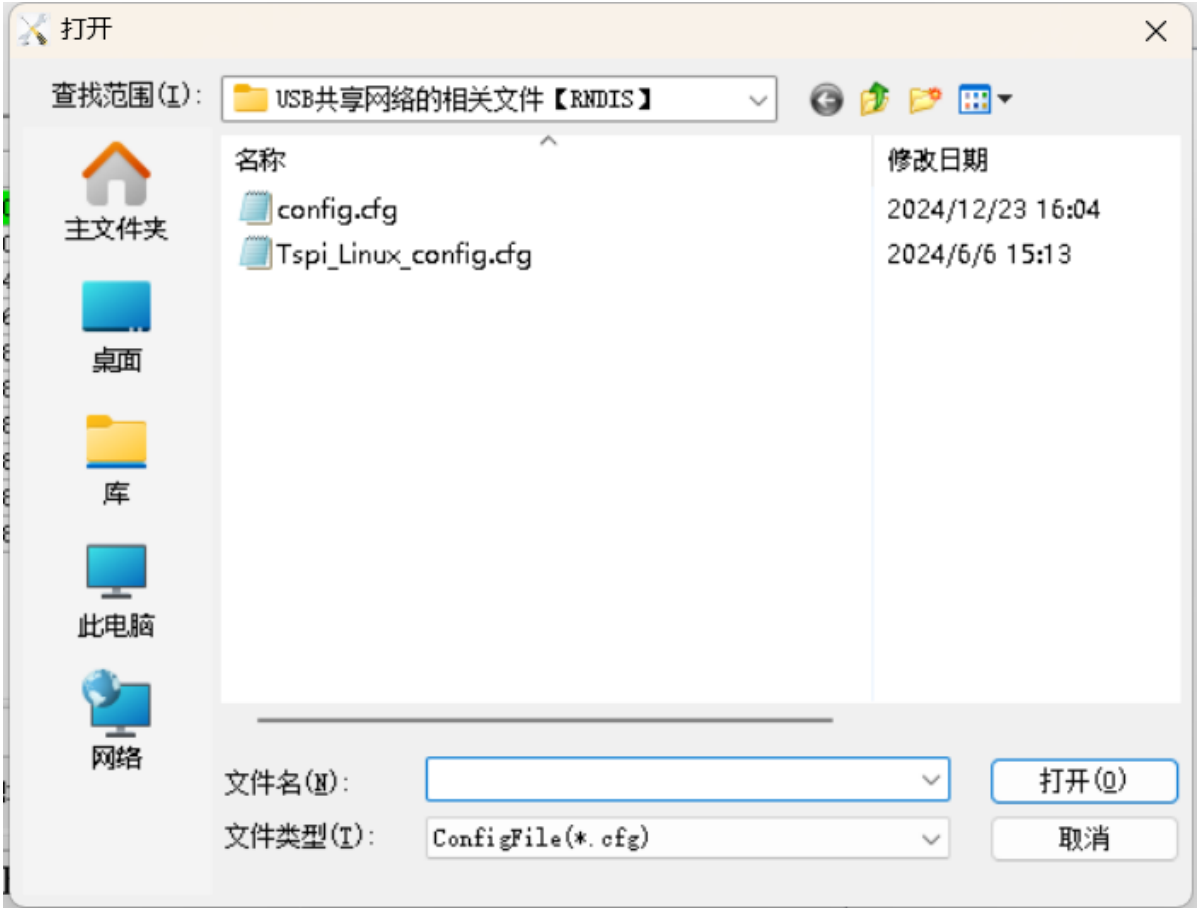 打开
查找范围(I):
USB共享网络的相关文件【RNDIS】
主文件夹
桌面
库
此电脑
网络
名称 修改日期
config.cfg 2024/12/23 16:04
Tspi_Linux_config.cfg 2024/6/6 15:13
文件名(N):
打开(O)
文件类型(T): ConfigFile(*.cfg)
取消